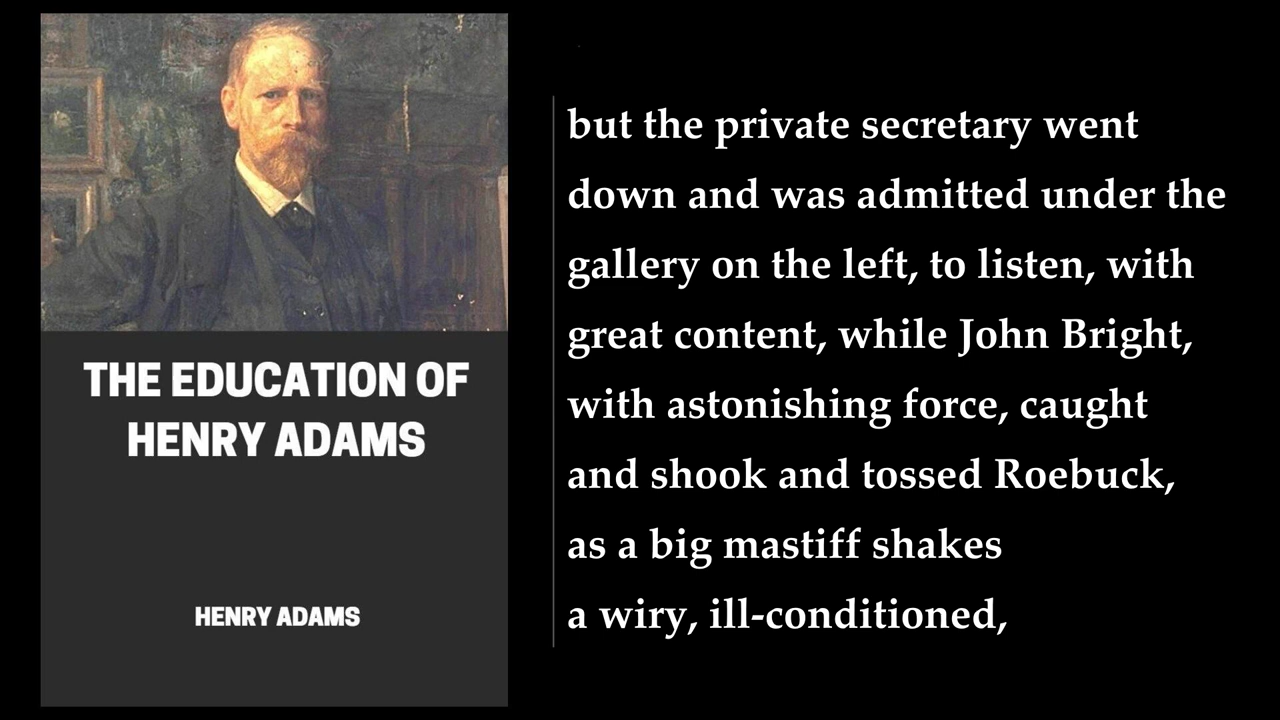 THE EDUCATION OF
HENRY ADAMS
HENRY ADAMS
but the private secretary went
down and was admitted under the
gallery on the left, to listen, with
great content, while John Bright,
with astonishing force, caught
and shook and tossed Roebuck,
as a big mastiff shakes
a wiry, ill-conditioned,